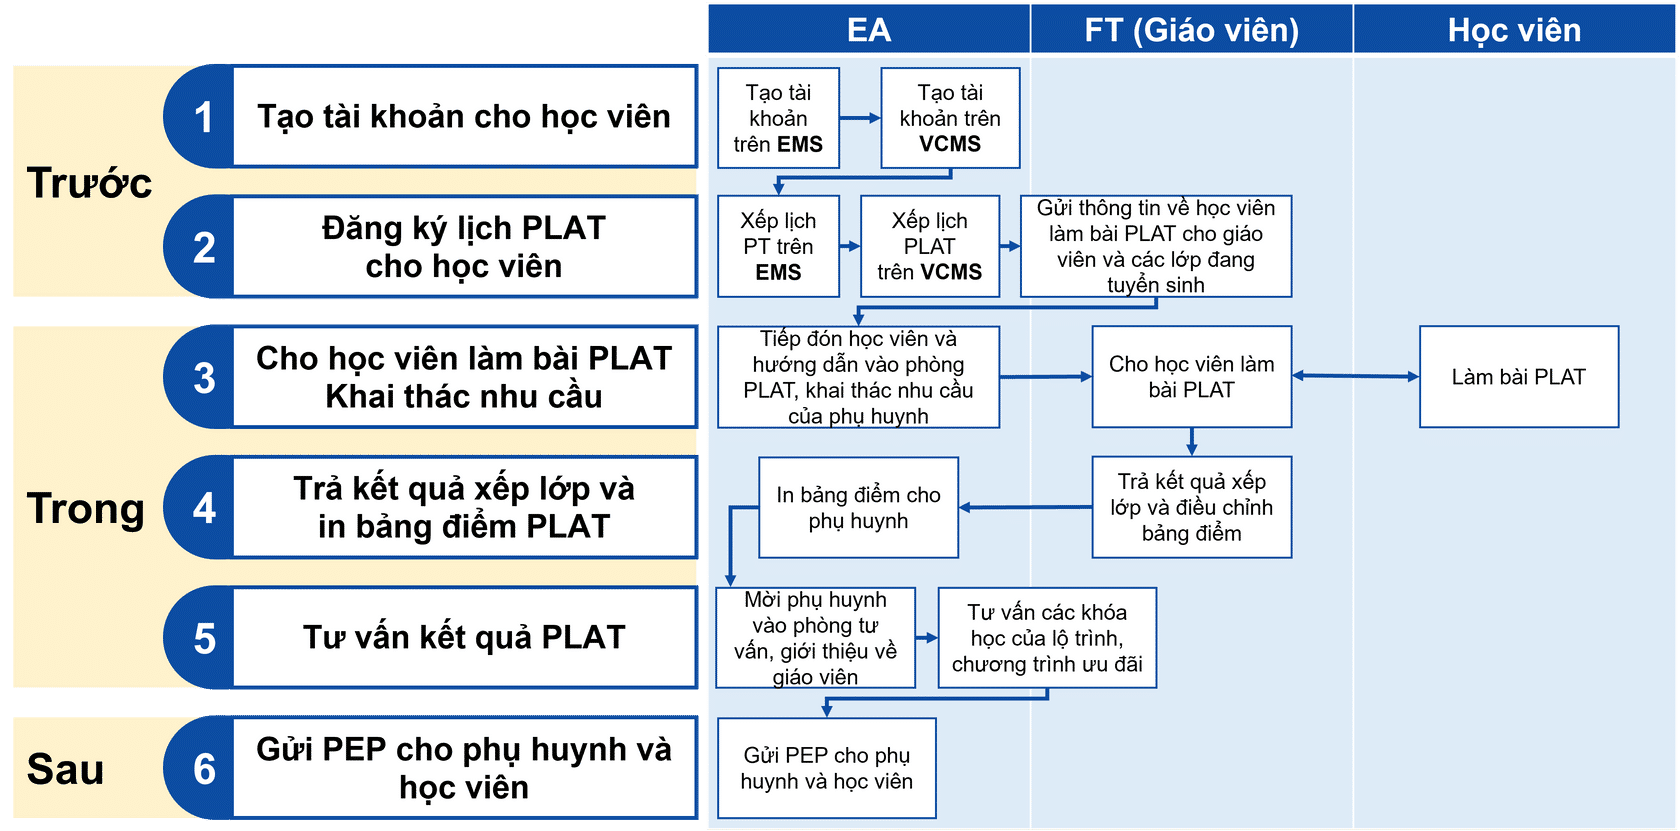 EA
FT (Giáo viên)
Học viên
Trước
1
Tạo tài khoản cho học viên
Tạo tài
khoản
trên EMS
Tạo tài
khoản trên
VCMS
2
Đăng ký lịch PLAT
cho học viên
Xếp lịch
PT trên
EMS
Xếp lịch
PLAT
trên VCMS
Gửi thông tin về học viên
làm bài PLAT cho giáo
viên và các lớp đang
tuyển sinh
Trong
3
Cho học viên làm bài PLAT
Khai thác nhu cầu
Tiếp đón học viên và
hướng dẫn vào phòng
PLAT, khai thác nhu cầu
của phụ huynh
Cho học viên làm
bài PLAT
Làm bài PLAT
4
Trả kết quả xếp lớp và
in bảng điểm PLAT
In bảng điểm cho
phụ huynh
Trả kết quả xếp
lớp và điều chỉnh
bảng điểm
5
Tư vấn kết quả PLAT
Mời phụ huynh
vào phòng tư
vấn, giới thiệu về
giáo viên
Tư vấn các khóa
học của lộ trình,
chương trình ưu đãi
Sau
6
Gửi PEP cho phụ huynh và
học viên
Gửi PEP cho phụ
huynh và học viên